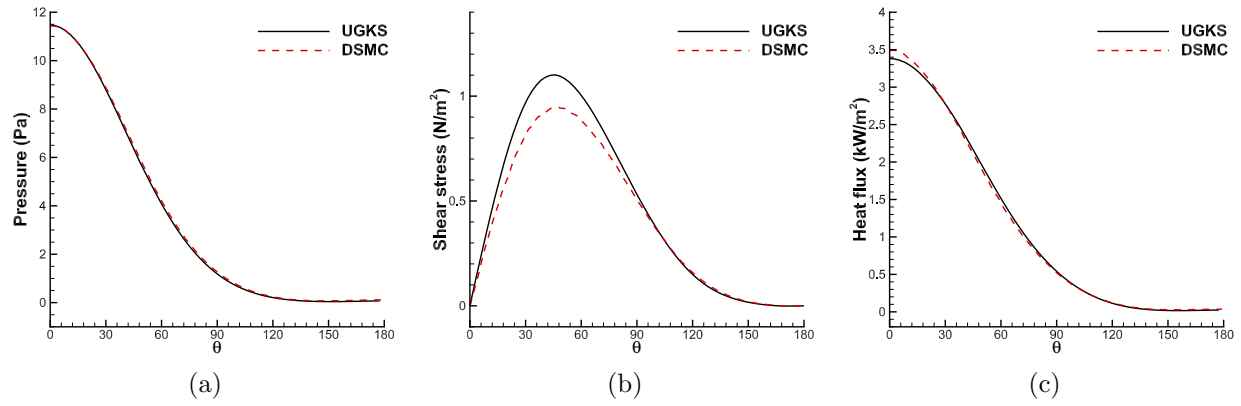 UGKS
DSMC
Pressure (Pa)
12
10
8
6
4
2
0
0 30 60 90 120 150 180
θ
(a)
UGKS
DSMC
Shear stress (N/m²)
1
0.5
0
0 30 60 90 120 150 180
θ
(b)
UGKS
DSMC
Heat flux (kW/m²)
4
3.5
3
2.5
2
1.5
1
0.5
0
0 30 60 90 120 150 180
θ
(c)